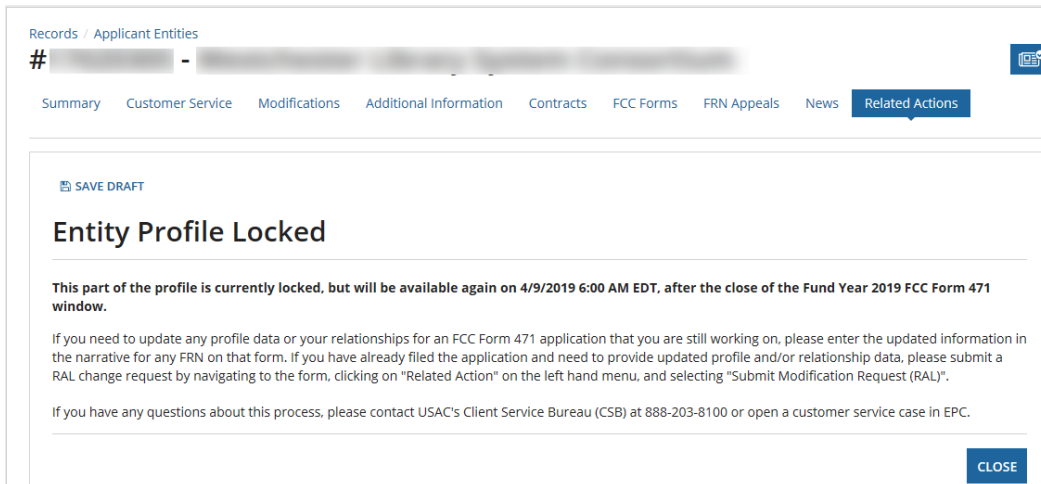 Records / Applicant Entities
# -
Summary Customer Service Modifications Additional Information Contracts FCC Forms FRN Appeals News Related Actions
SAVE DRAFT
Entity Profile Locked
This part of the profile is currently locked, but will be available again on 4/9/2019 6:00 AM EDT, after the close of the Fund Year 2019 FCC Form 471
window.
If you need to update any profile data or your relationships for an FCC Form 471 application that you are still working on, please enter the updated information in
the narrative for any FRN on that form. If you have already filed the application and need to provide updated profile and/or relationship data, please submit a
RAL change request by navigating to the form, clicking on "Related Action" on the left hand menu, and selecting "Submit Modification Request (RAL)".
If you have any questions about this process, please contact USAC's Client Service Bureau (CSB) at 888-203-8100 or open a customer service case in EPC.
CLOSE